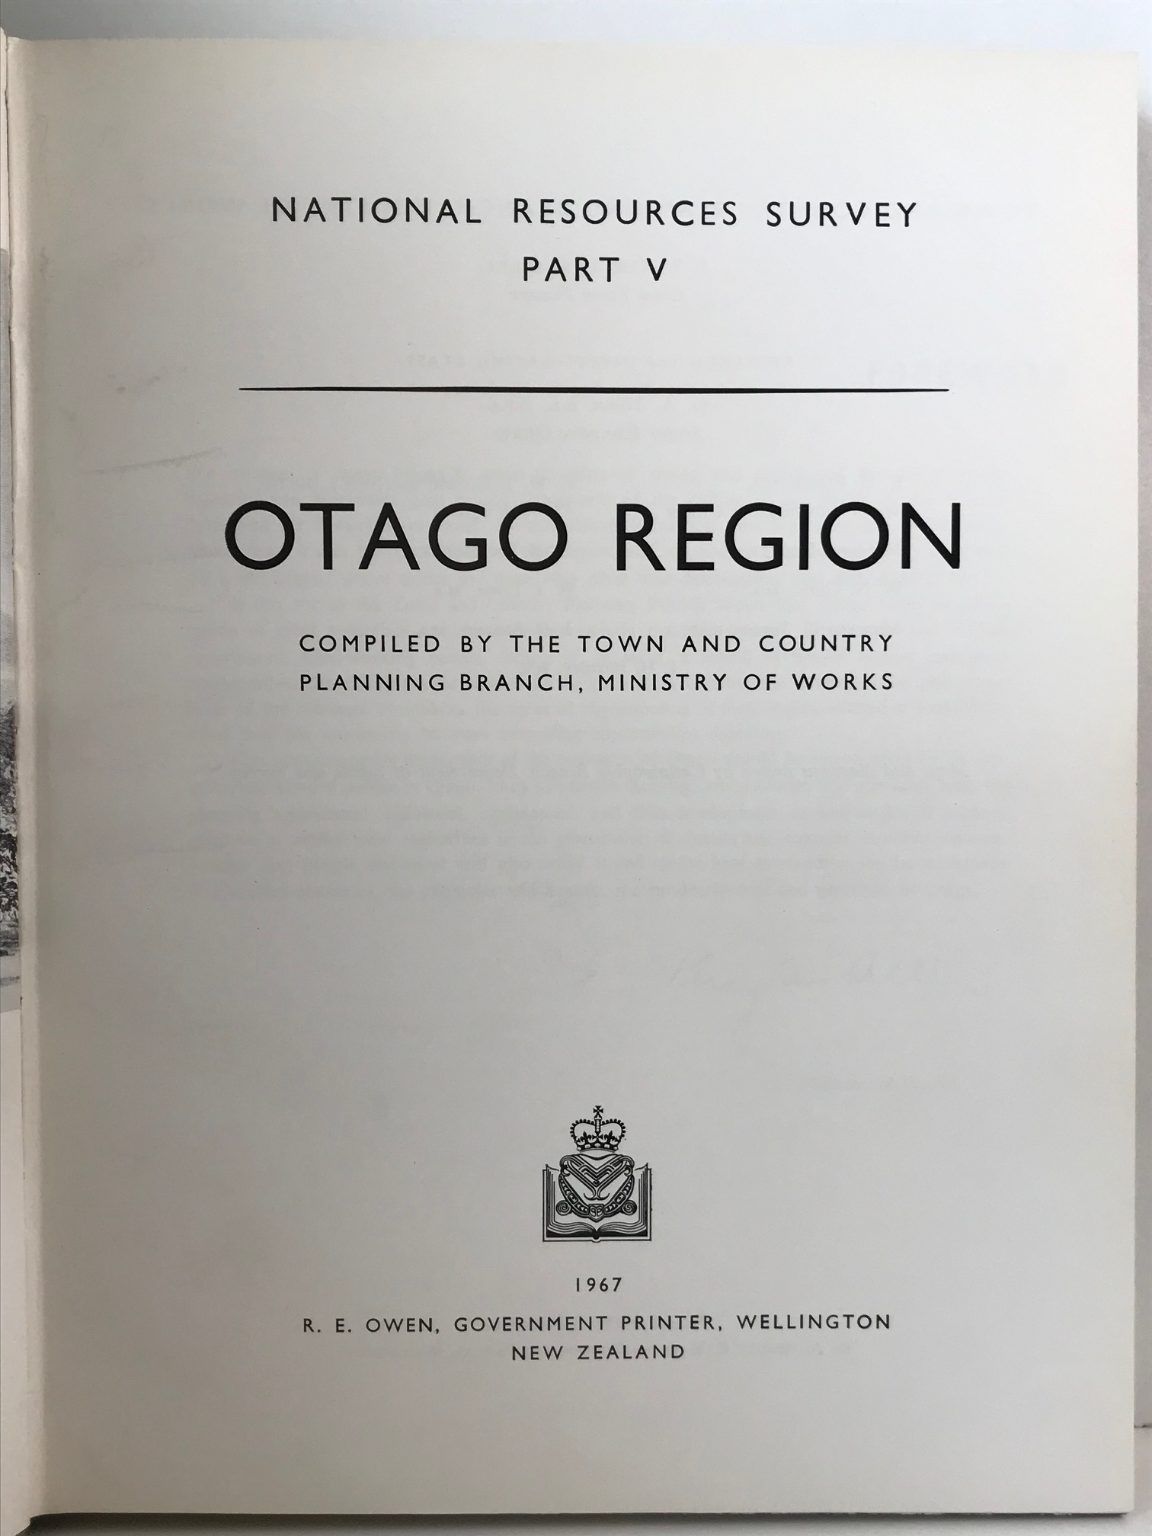 NATIONAL RESOURCES SURVEY
PART V
OTAGO REGION
COMPILED BY THE TOWN AND COUNTRY
PLANNING BRANCH, MINISTRY OF WORKS
1967
R. E. OWEN, GOVERNMENT PRINTER, WELLINGTON
NEW ZEALAND